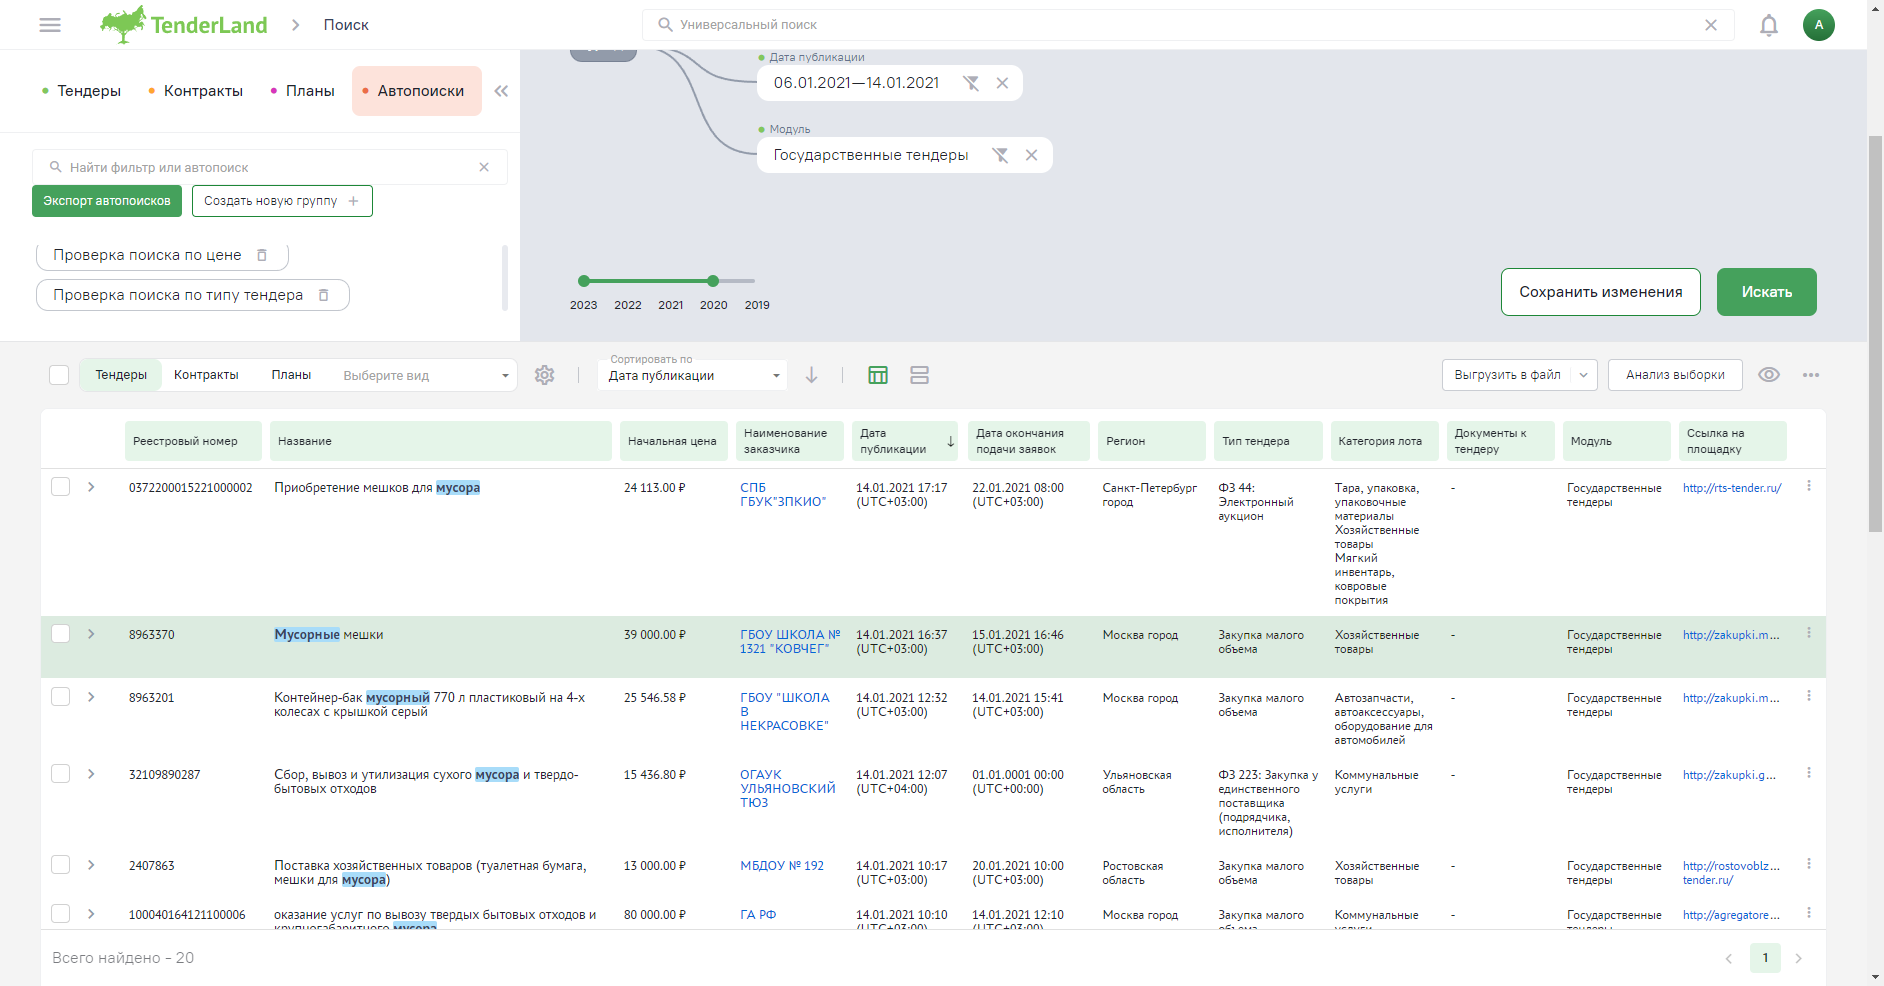 TenderLand
Поиск
Универсальный поиск
А
Тендеры
Контракты
Планы
Автопоиски
Найти фильтр или автопоиск
Экспорт автопоисков
Создать новую группу
Проверка поиска по цене
Проверка поиска по типу тендера
Дата публикации
06.01.2021—14.01.2021
Модуль
Государственные тендеры
2023 2022 2021 2020 2019
Сохранить изменения
Искать
Тендеры
Контракты
Планы
Выберите вид
Сортировать по
Дата публикации
Выгрузить в файл
Анализ выборки
Реестровый номер
Название
Начальная цена
Наименование
заказчика
Дата
публикации
Дата окончания
подачи заявок
Регион
Тип тендера
Категория лота
Документы к
тендеру
Модуль
Ссылка на
площадку
0372200015221000002
Приобретение мешков для мусора
24 113.00 ₽
СПБ
ГБУК"ЗПКИО"
14.01.2021 17:17
(UTC+03:00)
22.01.2021 08:00
(UTC+03:00)
Санкт-Петербург
город
ФЗ 44:
Электронный
аукцион
Тара, упаковка,
упаковочные
материалы
Хозяйственные
товары
Мягкий
инвентарь,
ковровые
покрытия
-
Государственные
тендеры
http://rts-tender.ru/
8963370
Мусорные мешки
39 000.00 ₽
ГБОУ ШКОЛА №
1321 "КОВЧЕГ"
14.01.2021 16:37
(UTC+03:00)
15.01.2021 16:46
(UTC+03:00)
Москва город
Закупка малого
объема
Хозяйственные
товары
-
Государственные
тендеры
http://zakupki.m...
8963201
Контейнер-бак мусорный 770 л пластиковый на 4-х
колесах с крышкой серый
25 546.58 ₽
ГБОУ "ШКОЛА
В
НЕКРАСОВКЕ"
14.01.2021 12:32
(UTC+03:00)
14.01.2021 15:41
(UTC+03:00)
Москва город
Закупка малого
объема
Автозапчасти,
автоаксессуары,
оборудование для
автомобилей
-
Государственные
тендеры
http://zakupki.m...
32109890287
Сбор, вывоз и утилизация сухого мусора и твердо-
бытовых отходов
15 436.80 ₽
ОГАУК
УЛЬЯНОВСКИЙ
ТЮЗ
14.01.2021 12:07
(UTC+04:00)
01.01.0001 00:00
(UTC+00:00)
Ульяновская
область
ФЗ 223: Закупка у
единственного
поставщика
(подрядчика,
исполнителя)
Коммунальные
услуги
-
Государственные
тендеры
http://zakupki.g...
2407863
Поставка хозяйственных товаров (туалетная бумага,
мешки для мусора)
13 000.00 ₽
МБДОУ № 192
14.01.2021 10:17
(UTC+03:00)
20.01.2021 10:00
(UTC+03:00)
Ростовская
область
Закупка малого
объема
Хозяйственные
товары
-
Государственные
тендеры
http://rostovoblz...
tender.ru/
100040164121100006
оказание услуг по вывозу твердых бытовых отходов и
крупногабаритного мусора
80 000.00 ₽
ГА РФ
14.01.2021 10:10
(UTC+03:00)
14.01.2021 12:10
(UTC+03:00)
Москва город
Закупка малого
объема
Коммунальные
услуги
-
Государственные
тендеры
http://agregatore...
Всего найдено - 20
1